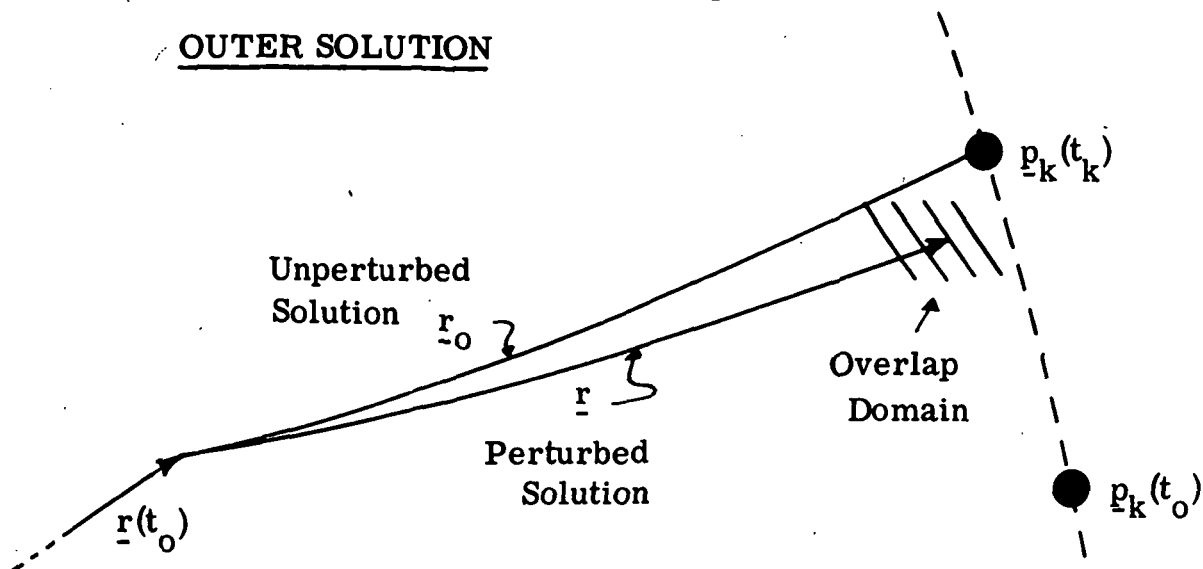 OUTER SOLUTION
p_k(t_k)
Unperturbed
Solution
r_o
r
Overlap
Domain
Perturbed
Solution
p_k(t_o)
r(t_o)